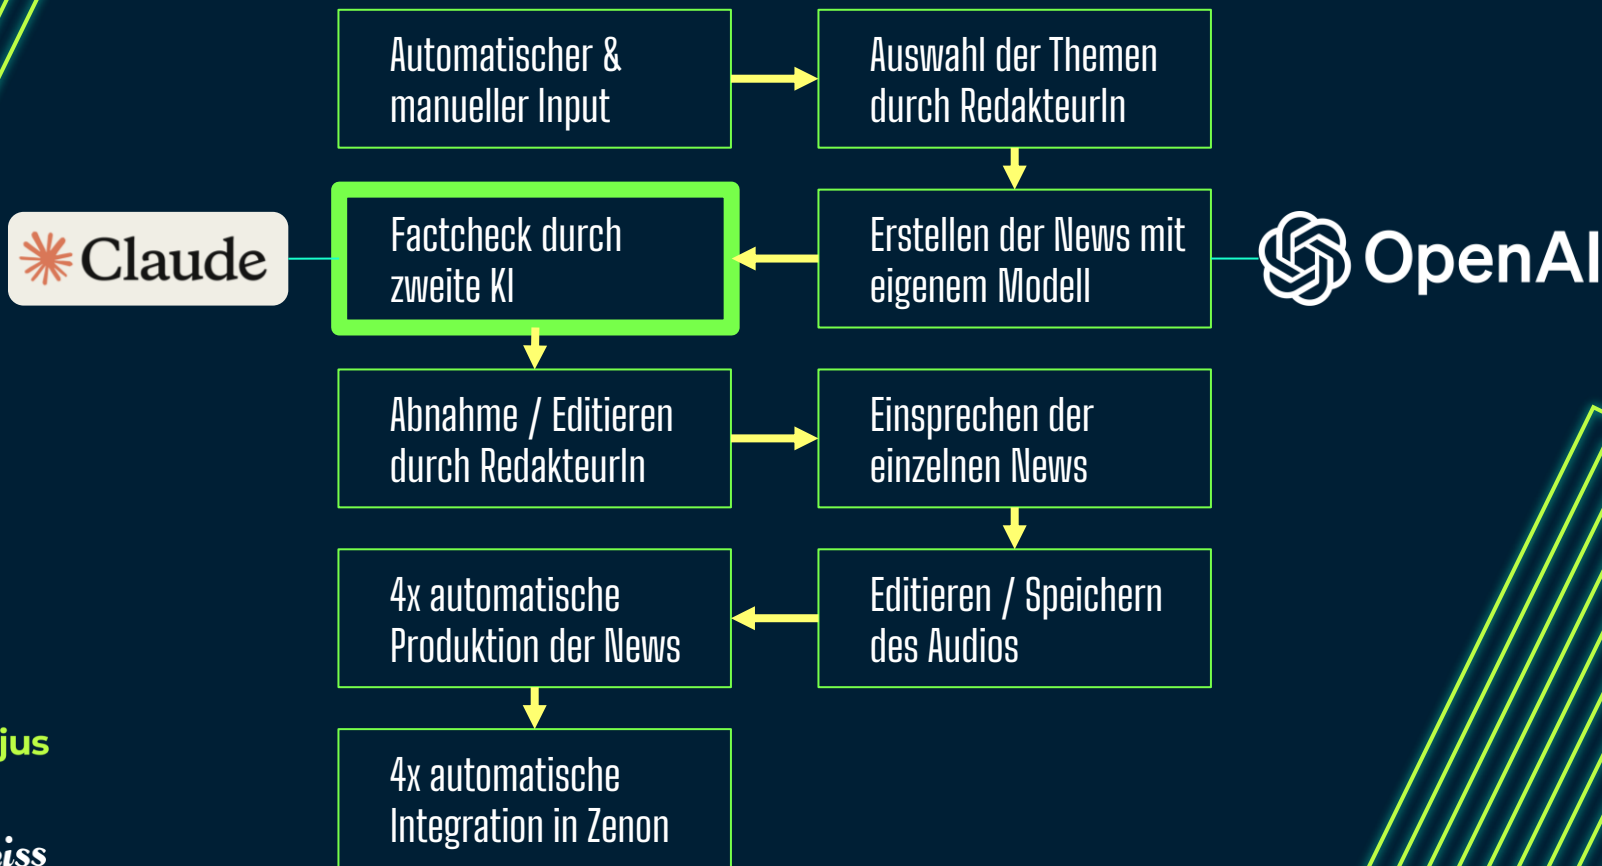 Automatischer &
manueller Input
Auswahl der Themen
durch RedakteurIn
Claude
Factcheck durch
zweite KI
Erstellen der News mit
eigenem Modell
OpenAI
Abnahme / Editieren
durch RedakteurIn
Einsprechen der
einzelnen News
4x automatische
Produktion der News
Editieren / Speichern
des Audios
jus
4x automatische
Integration in Zenon
iss